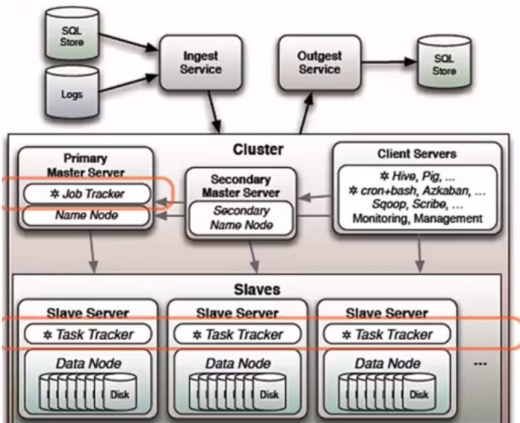 SQL
Store
Logs
Ingest
Service
Outgest
Service
SQL
Store
Cluster
Primary
Master Server
✲ Job Tracker
Name Node
Secondary
Master Server
Secondary
Name Node
Client Servers
✲ Hive, Pig, ...
✲ cron+bash, Azkaban, ...
Sqoop, Scribe, ...
Monitoring, Management
Slaves
Slave Server
✲ Task Tracker
Data Node
Disk
Slave Server
✲ Task Tracker
Data Node
Disk
Slave Server
✲ Task Tracker
Data Node
Disk
...